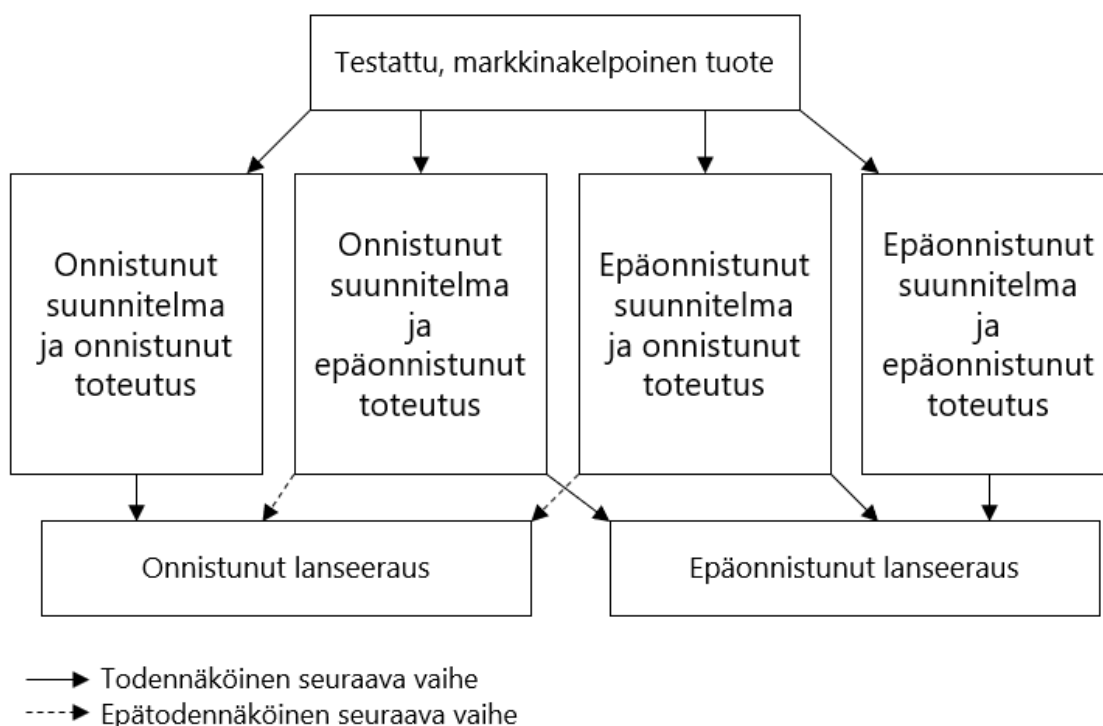 Testattu, markkinakelpoinen tuote
Onnistunut
suunnitelma
ja onnistunut
toteutus
Onnistunut
suunnitelma
ja
epäonnistunut
toteutus
Epäonnistunut
suunnitelma
ja onnistunut
toteutus
Epäonnistunut
suunnitelma
ja
epäonnistunut
toteutus
Onnistunut lanseeraus
Epäonnistunut lanseeraus
Todennäköinen seuraava vaihe
Epätodennäköinen seuraava vaihe